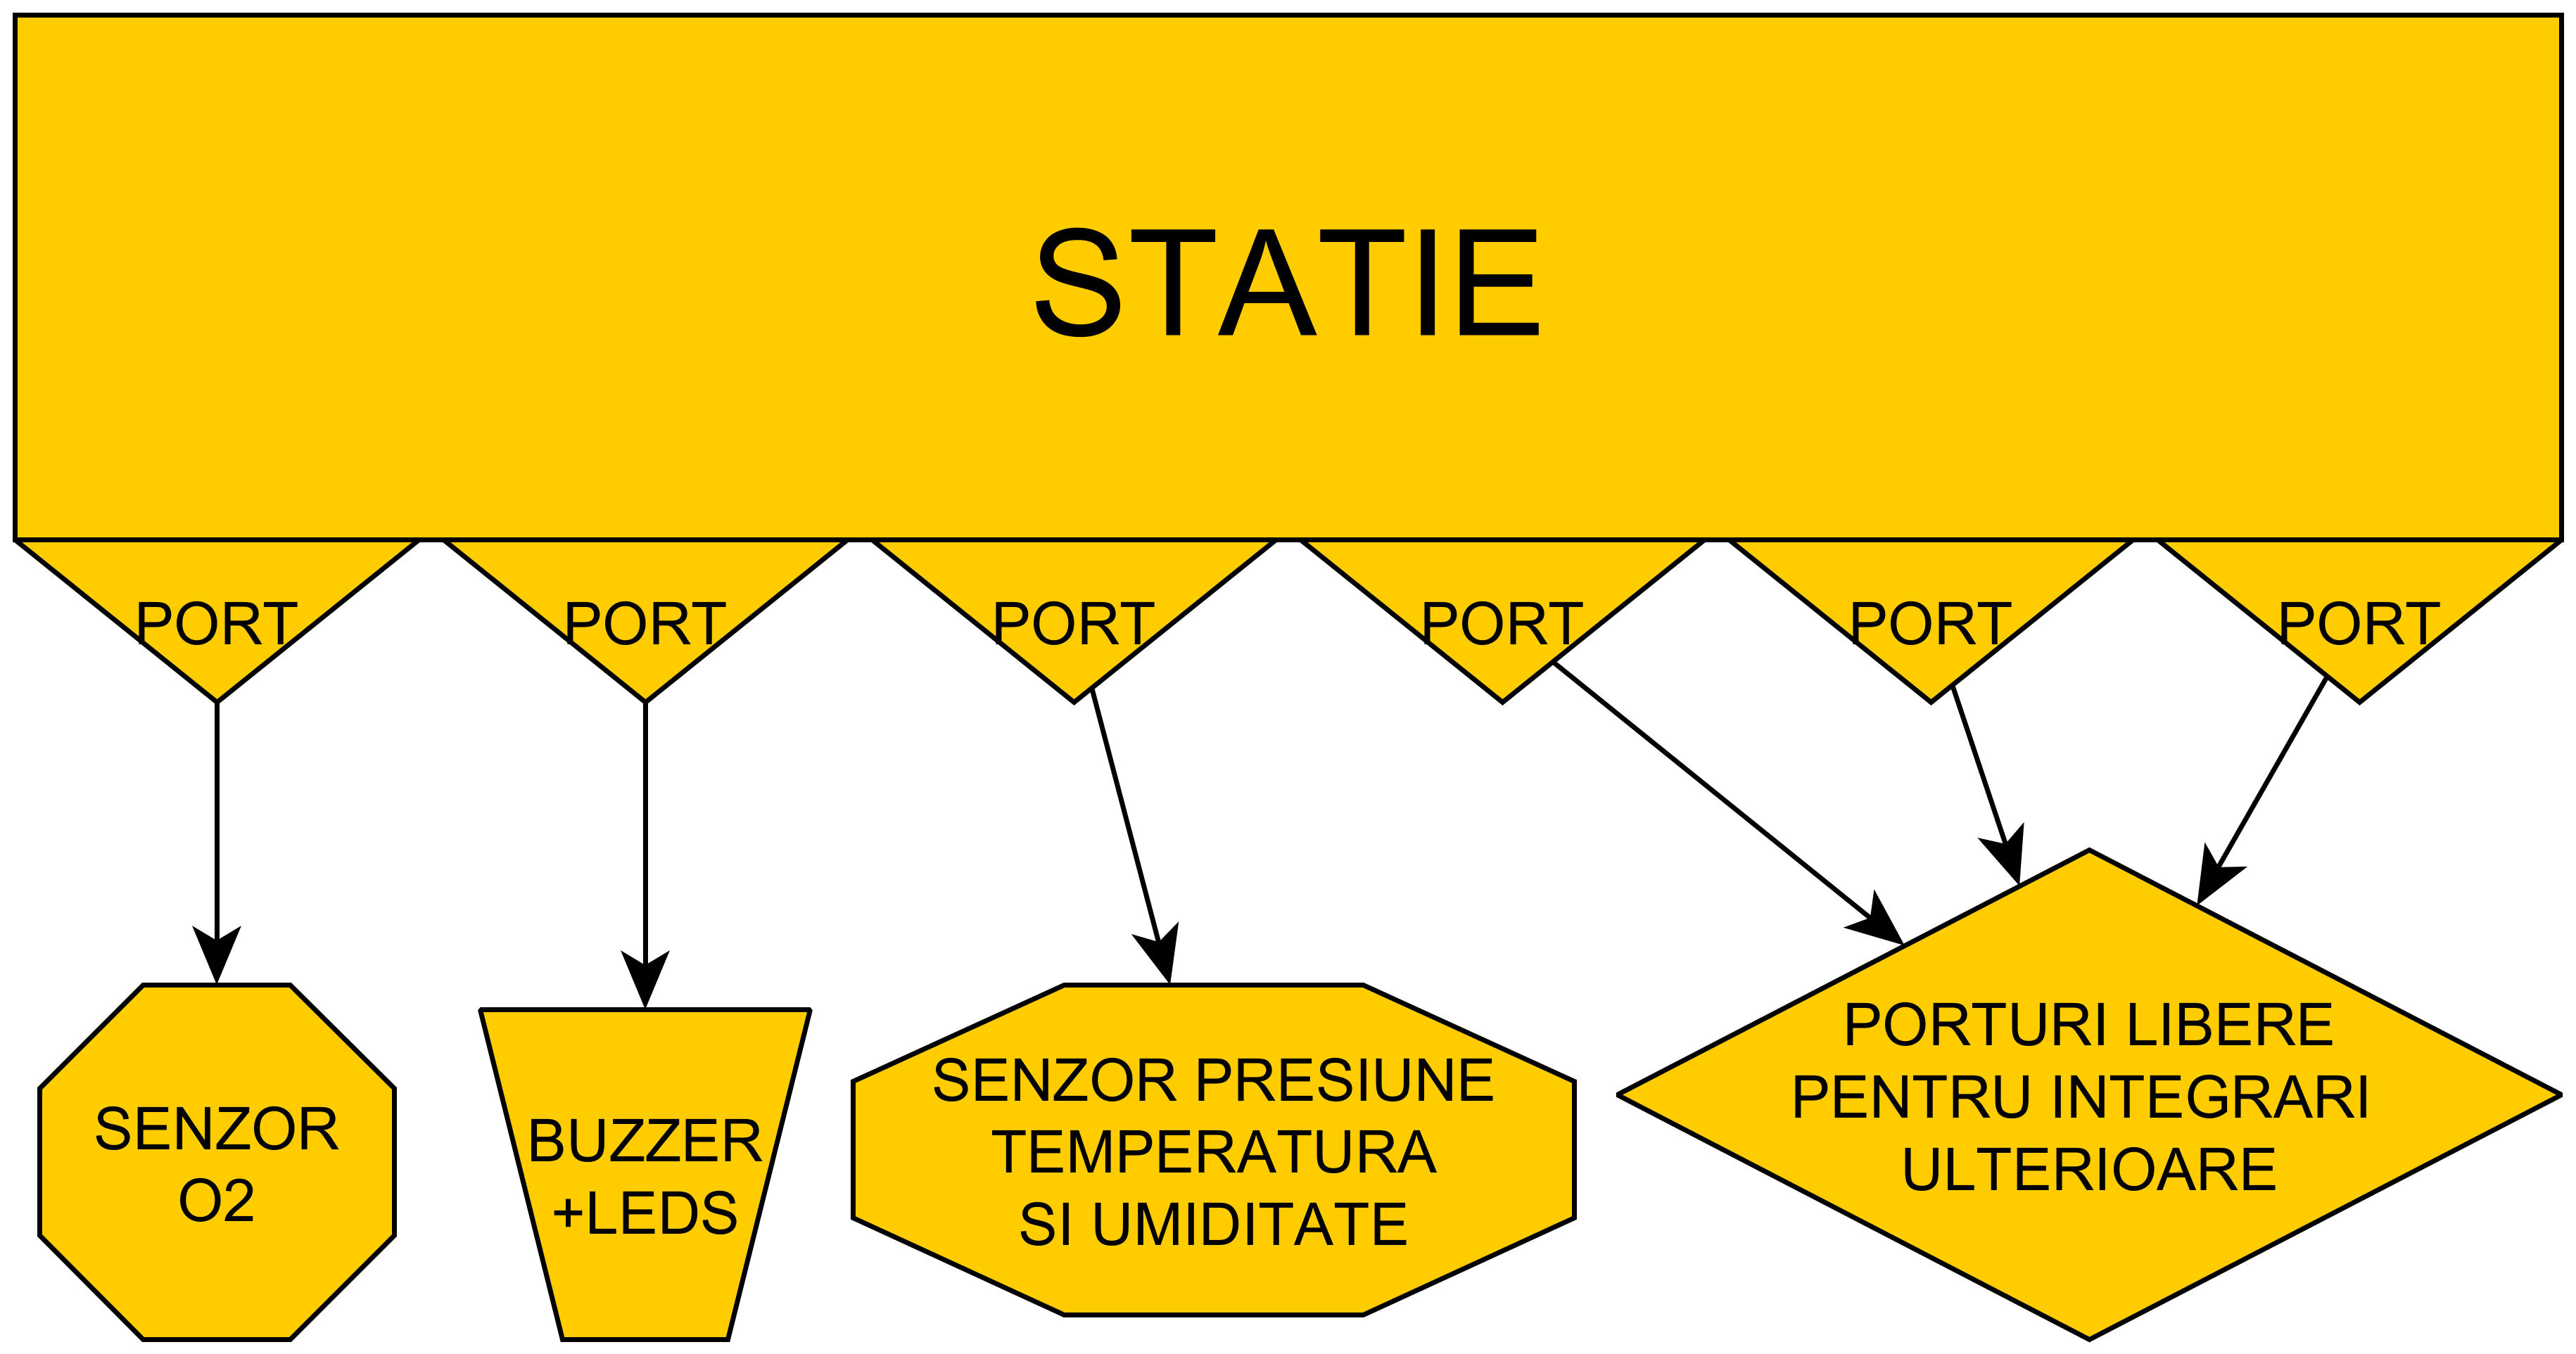 STATIE
PORT
PORT
PORT
PORT
PORT
PORT
SENZOR
O2
BUZZER
+LEDS
SENZOR PRESIUNE
TEMPERATURA
SI UMIDITATE
PORTURI LIBERE
PENTRU INTEGRARI
ULTERIOARE